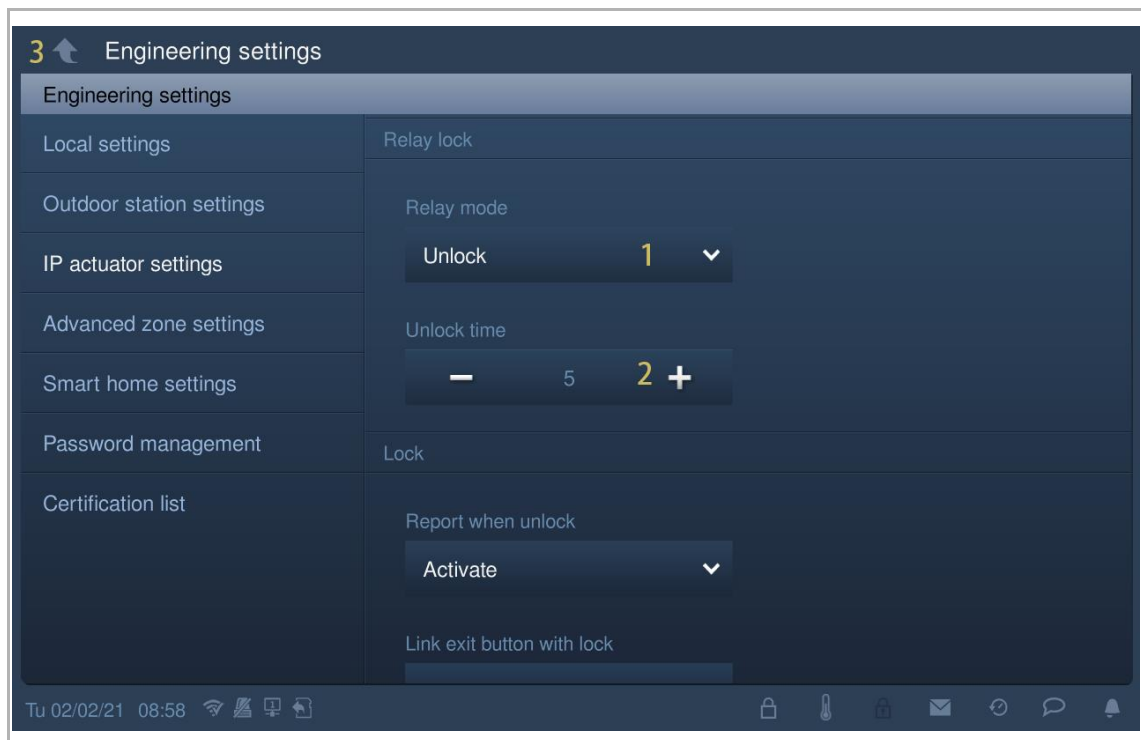 3 Engineering settings
Engineering settings
Local settings
Outdoor station settings
IP actuator settings
Advanced zone settings
Smart home settings
Password management
Certification list
Relay lock
Relay mode
Unlock 1
Unlock time
5 2
Lock
Report when unlock
Activate
Link exit button with lock
Tu 02/02/21 08:58